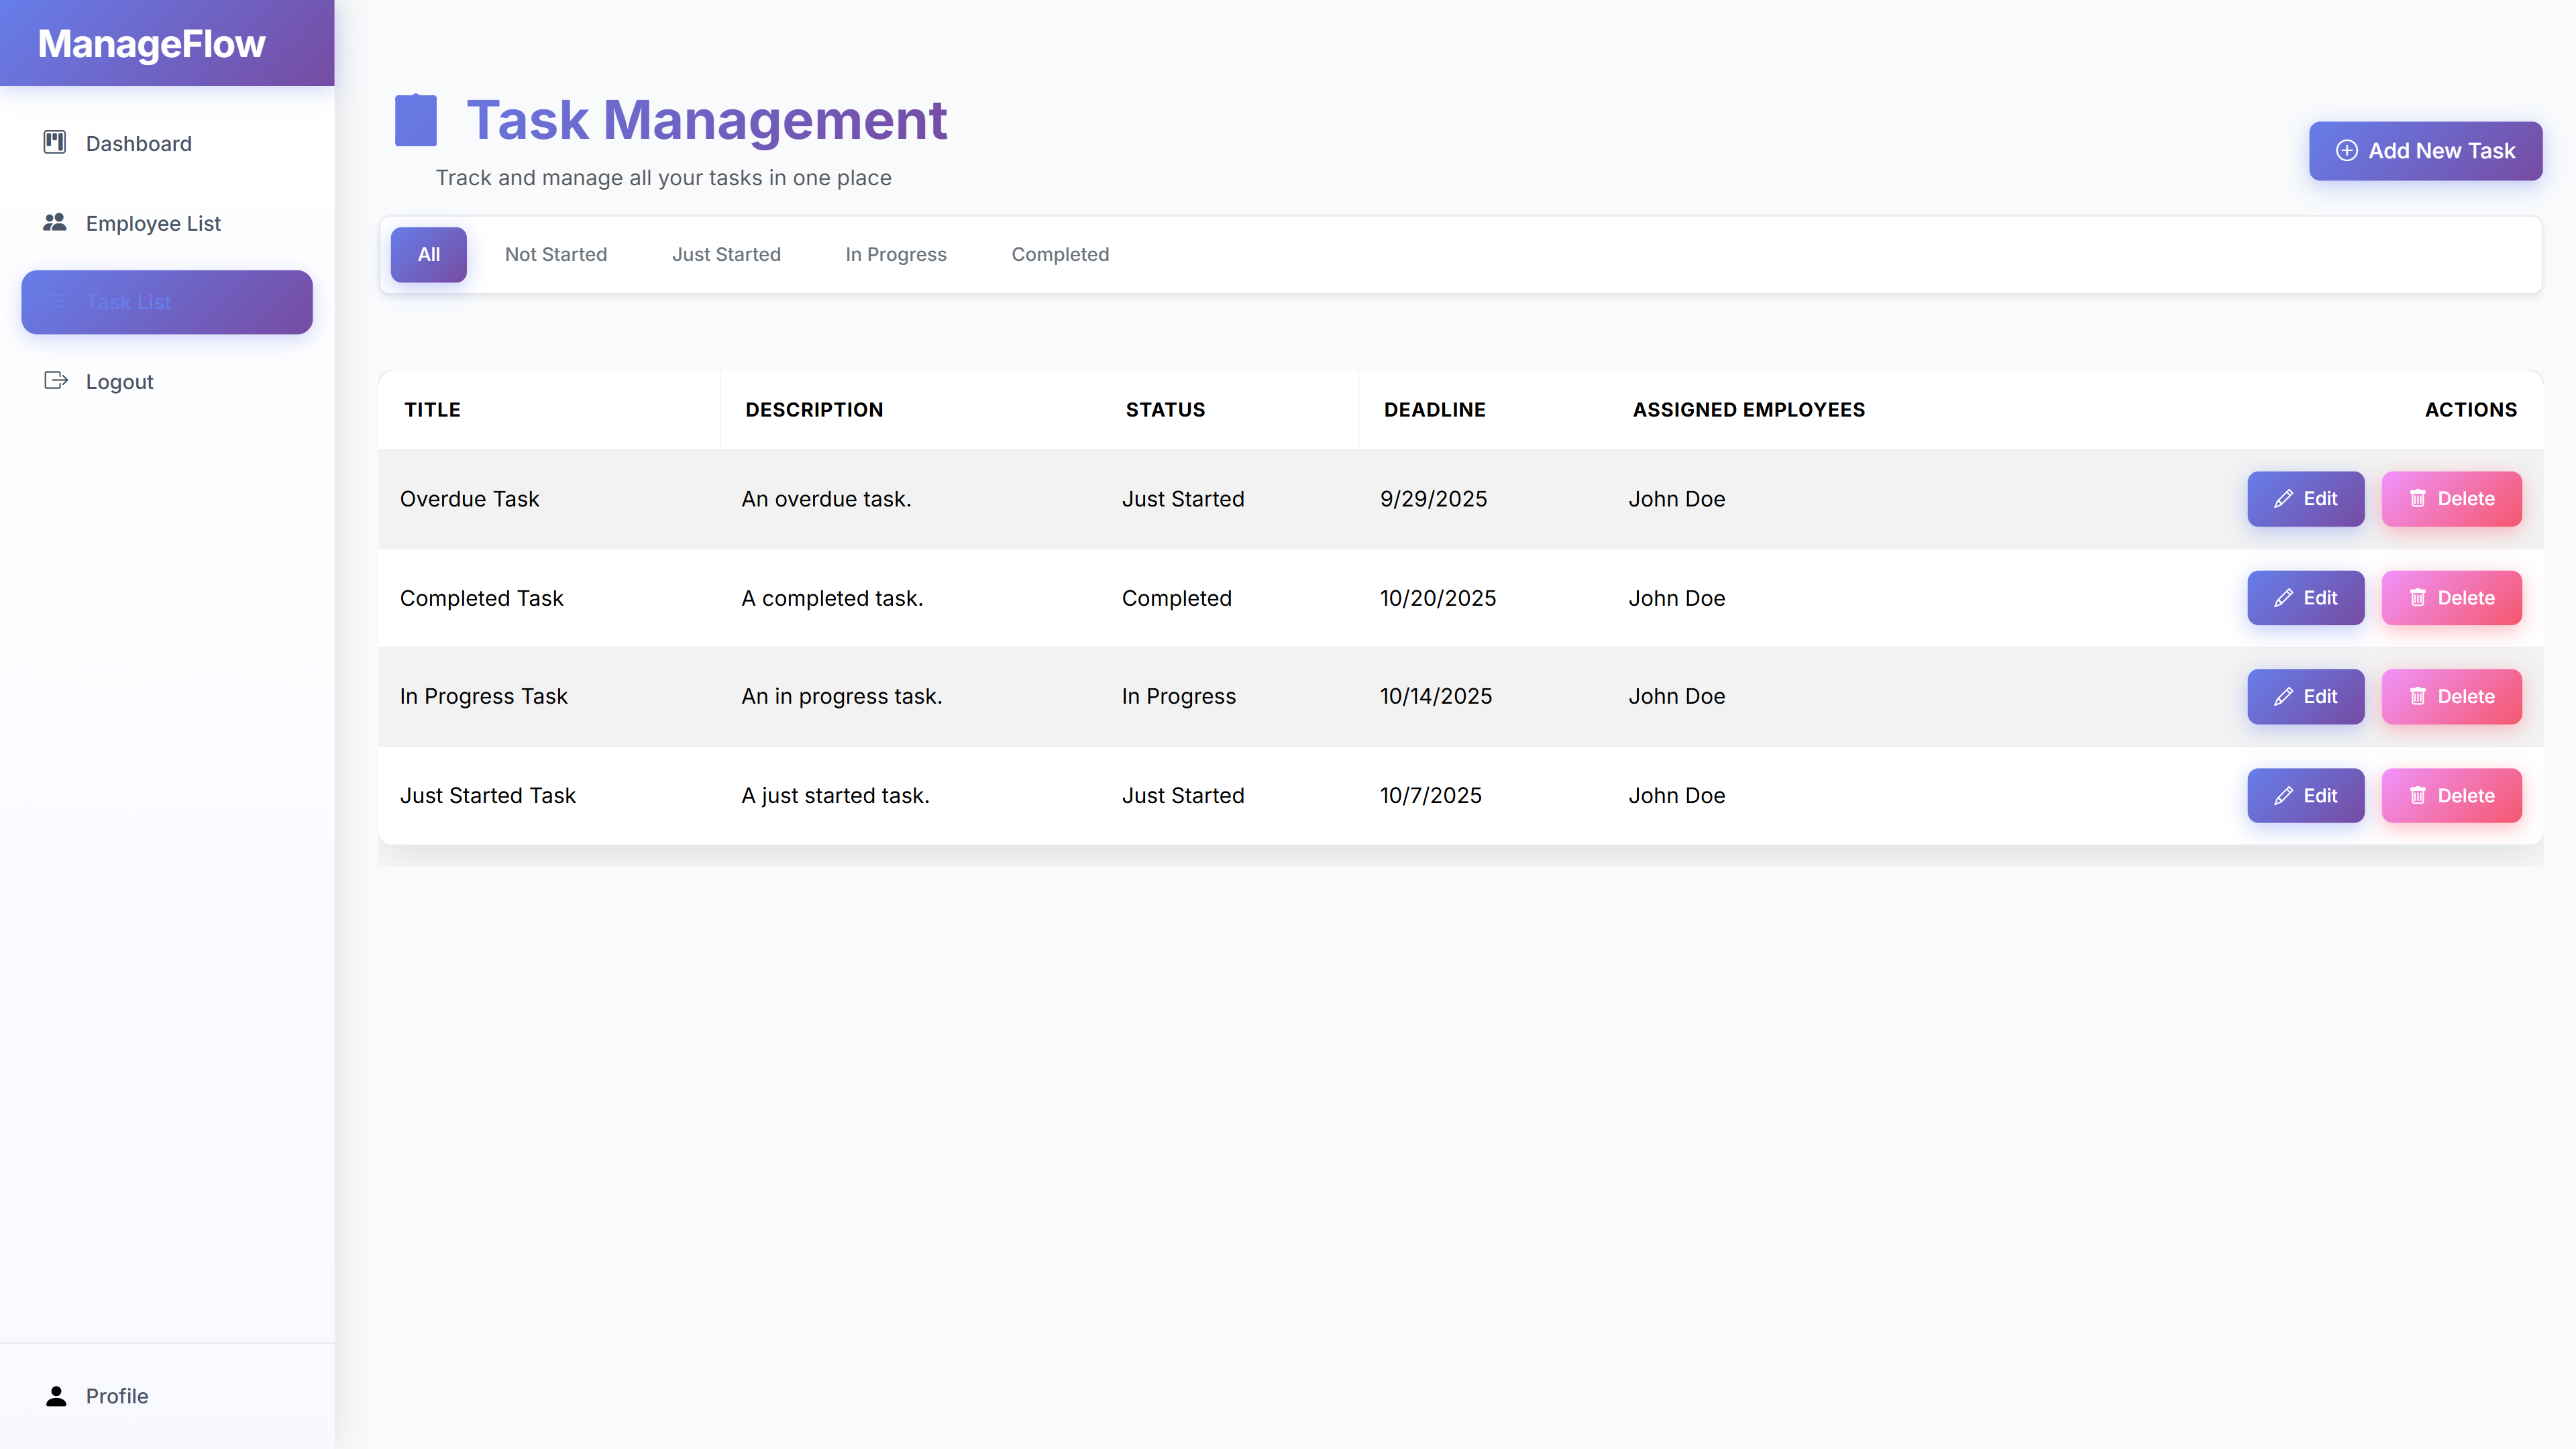 ManageFlow
Dashboard
Employee List
Task List
Logout
Profile
Task Management
Track and manage all your tasks in one place
Add New Task
All Not Started Just Started In Progress Completed
TITLE DESCRIPTION STATUS DEADLINE ASSIGNED EMPLOYEES ACTIONS
Overdue Task An overdue task. Just Started 9/29/2025 John Doe Edit Delete
Completed Task A completed task. Completed 10/20/2025 John Doe Edit Delete
In Progress Task An in progress task. In Progress 10/14/2025 John Doe Edit Delete
Just Started Task A just started task. Just Started 10/7/2025 John Doe Edit Delete